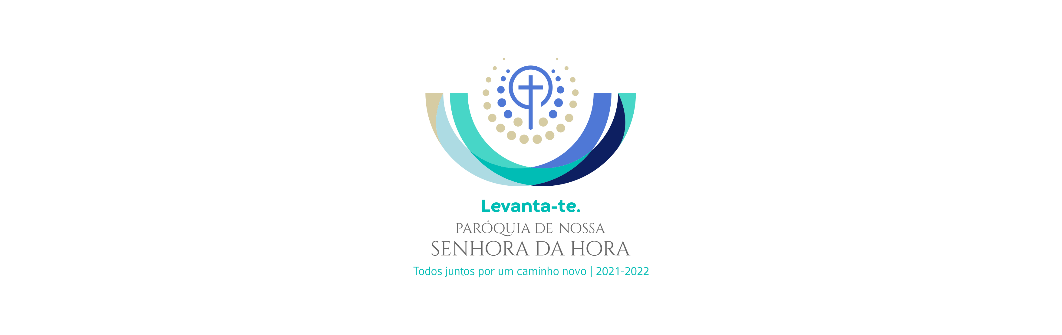 Levanta-te.
PARÓQUIA DE NOSSA
SENHORA DA HORA
Todos juntos por um caminho novo | 2021-2022